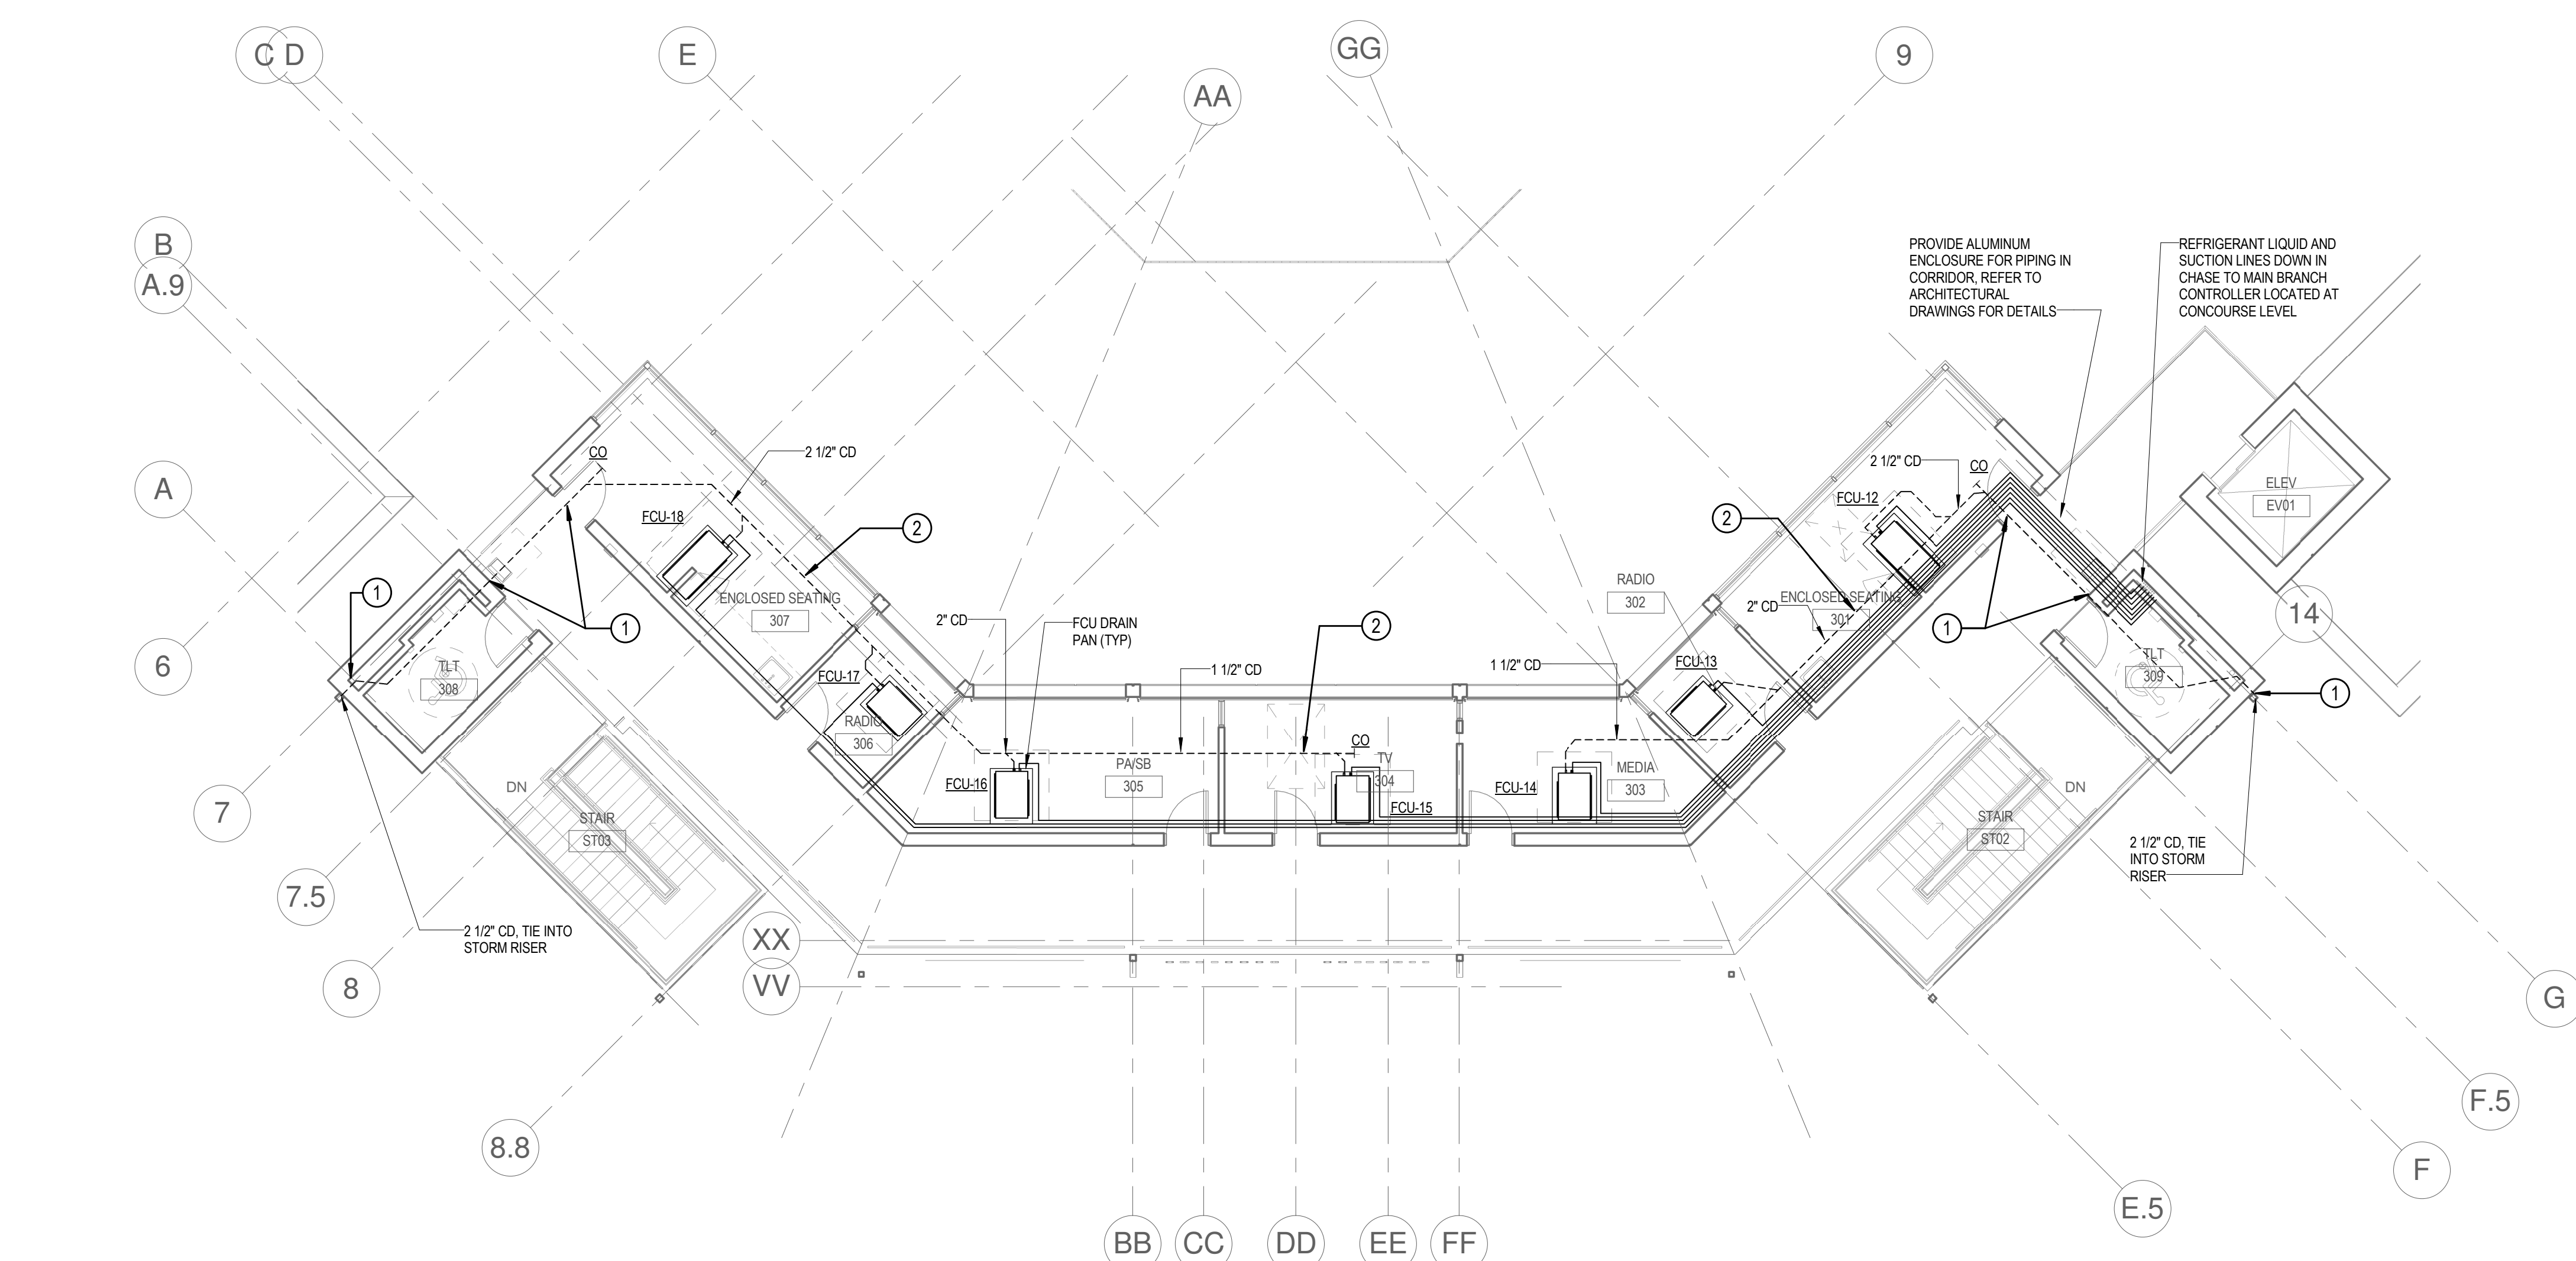 C
D
E
AA
GG
9
B
A.9
A
6
7
7.5
8
8.8
PROVIDE ALUMINUM
ENCLOSURE FOR PIPING IN
CORRIDOR, REFER TO
ARCHITECTURAL
DRAWINGS FOR DETAILS
REFRIGERANT LIQUID AND
SUCTION LINES DOWN IN
CHASE TO MAIN BRANCH
CONTROLLER LOCATED AT
CONCOURSE LEVEL
CO
2 1/2" CD
FCU-18
2
ENCLOSED SEATING
307
1
1
TLT
308
2" CD
FCU DRAIN
PAN (TYP)
FCU-17
RADIO
306
1 1/2" CD
2
CO
FCU-16
PA/SB
305
TV
304
FCU-15
1 1/2" CD
FCU-14
MEDIA
303
RADIO
302
FCU-13
2
2 1/2" CD
CO
FCU-12
2" CD
ENCLOSED SEATING
301
1
ELEV
EV01
14
TLT
309
1
DN
STAIR
ST03
DN
STAIR
ST02
2 1/2" CD, TIE INTO
STORM RISER
2 1/2" CD, TIE
INTO STORM
RISER
XX
VV
G
F.5
F
E.5
BB
CC
DD
EE
FF